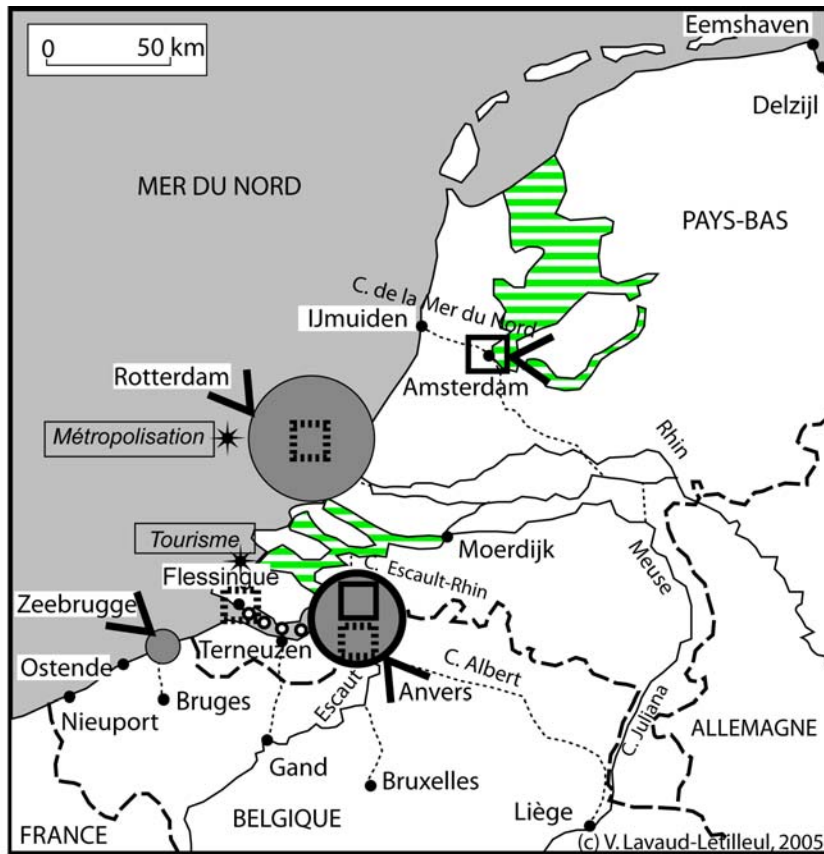 Eemshaven
0 50 km
Delzijl
MER DU NORD
PAYS-BAS
C. de la Mer du Nord
IJmuiden
Rotterdam
Amsterdam
Métropolisation
Rhin
Tourisme
Moerdijk
Meuse
Flessingue
C. Escault-Rhin
Zeebrugge
Terneuzen
C. Albert
Ostende
Bruges
Escaut
Anvers
Nieuport
C. Juliana
ALLEMAGNE
Gand
Bruxelles
BELGIQUE
Liège
FRANCE
(c) V. Lavaud-Letilleul, 2005